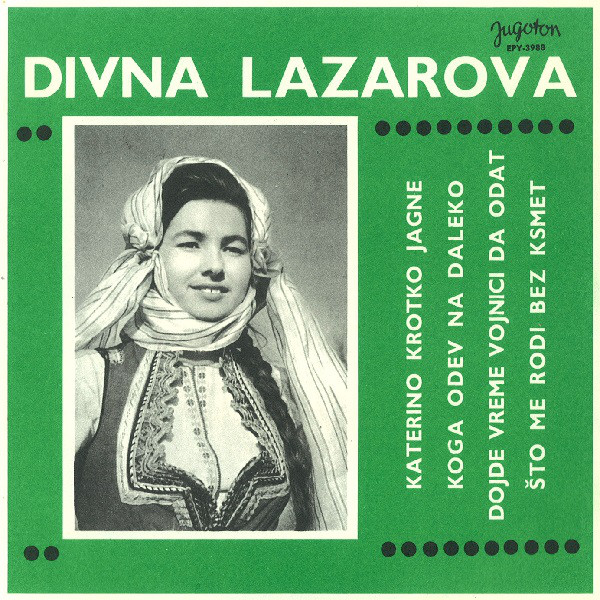 Jugoton
EPY-3988
DIVNA LAZAROVA
KATERINO KROTKO JAGNE
KOGA ODEV NA DALEKO
DOJDE VREME VOJNICI DA ODAT
ŠTO ME RODI BEZ KSMET